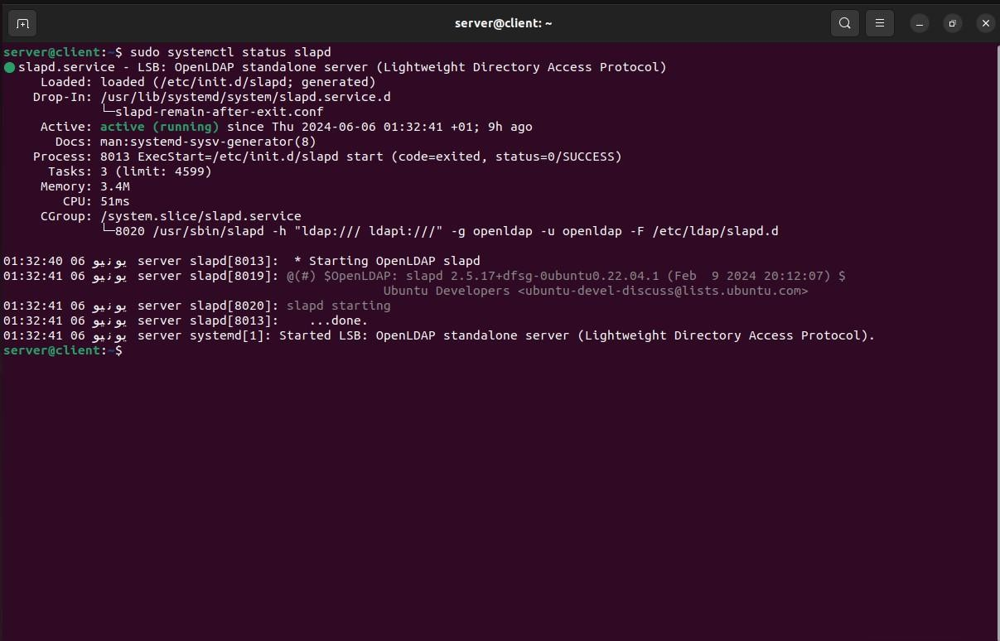 server@client: ~
server@client:~$ sudo systemctl status slapd
slapd.service - LSB: OpenLDAP standalone server (Lightweight Directory Access Protocol)
Loaded: loaded (/etc/init.d/slapd; generated)
Drop-In: /usr/lib/systemd/system/slapd.service.d
└─slapd-remain-after-exit.conf
Active: active (running) since Thu 2024-06-06 01:32:41 +01; 9h ago
Docs: man:systemd-sysv-generator(8)
Process: 8013 ExecStart=/etc/init.d/slapd start (code=exited, status=0/SUCCESS)
Tasks: 3 (limit: 4599)
Memory: 3.4M
CPU: 51ms
CGroup: /system.slice/slapd.service
└─8020 /usr/sbin/slapd -h "ldap:/// ldapi:///" -g openldap -u openldap -F /etc/ldap/slapd.d
01:32:40 06 يونيو server slapd[8013]:  * Starting OpenLDAP slapd
01:32:41 06 يونيو server slapd[8019]: @(#) $OpenLDAP: slapd 2.5.17+dfsg-0ubuntu0.22.04.1 (Feb  9 2024 20:12:07) $
Ubuntu Developers <ubuntu-devel-discuss@lists.ubuntu.com>
01:32:41 06 يونيو server slapd[8020]: slapd starting
01:32:41 06 يونيو server slapd[8013]:    ...done.
01:32:41 06 يونيو server systemd[1]: Started LSB: OpenLDAP standalone server (Lightweight Directory Access Protocol).
server@client:~$